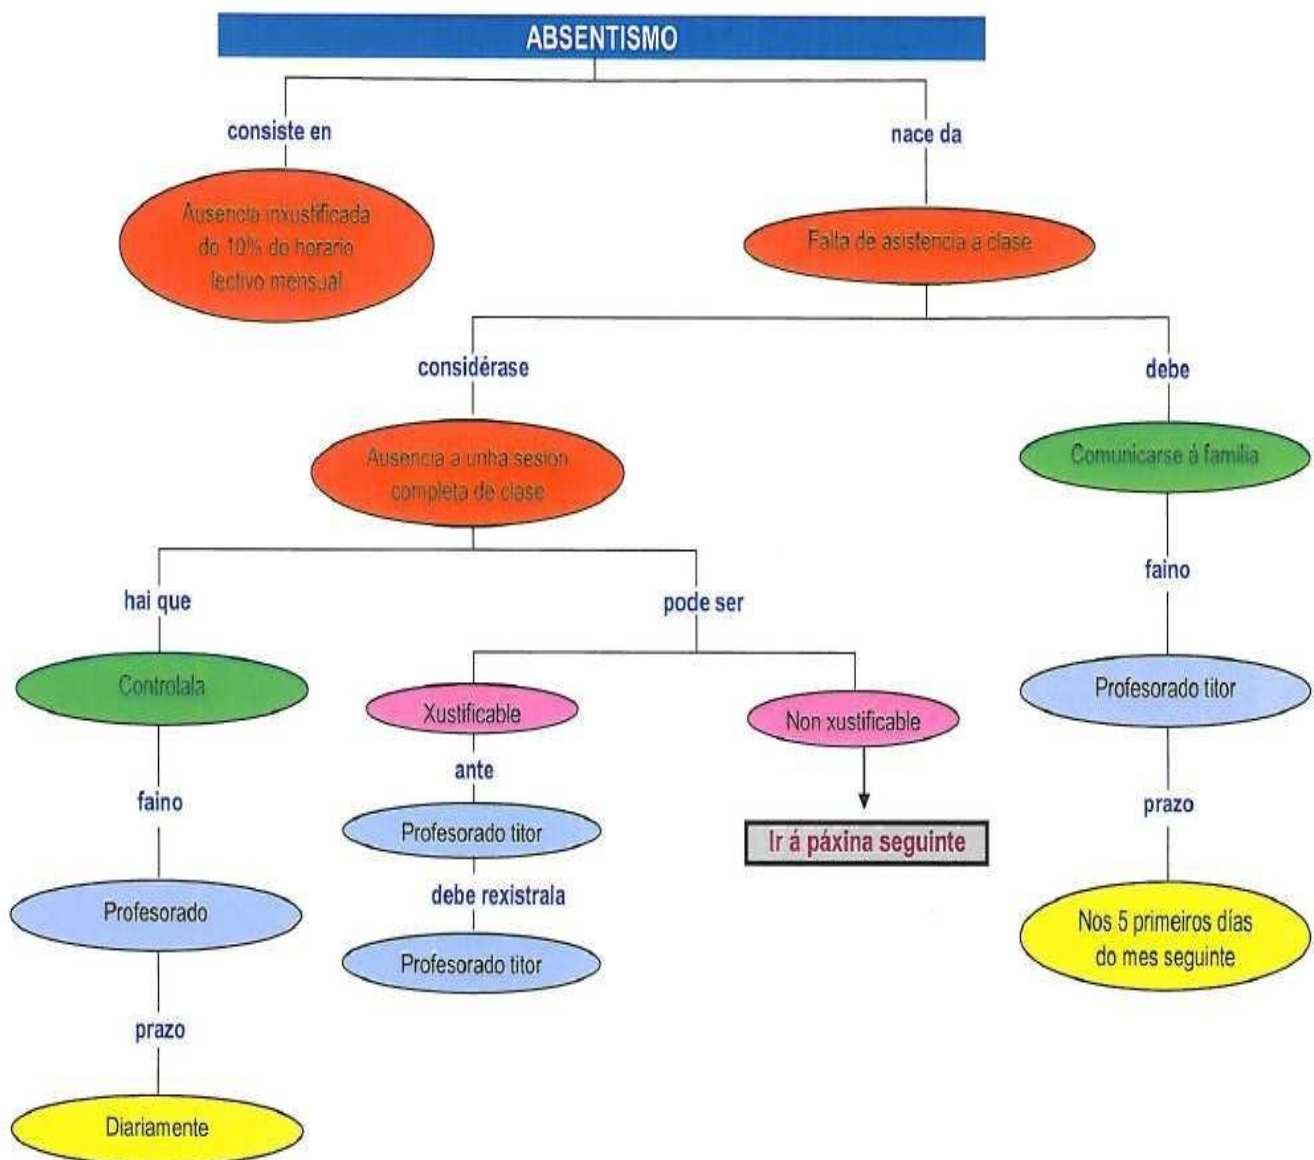 ABSENTISMO
consiste en
nace da
Ausencia inxustificada
do 10% do horario
lectivo mensual
Falta de asistencia a clase
considérase
debe
Ausencia a unha sesión
completa de clase
Comunicarse á familia
hai que
pode ser
faino
Controlala
Xustificable
Non xustificable
Profesorado titor
ante
faino
prazo
Profesorado titor
Ir á páxina seguinte
debe rexistrala
Profesorado
Nos 5 primeiros días
do mes seguinte
Profesorado titor
prazo
Diariamente